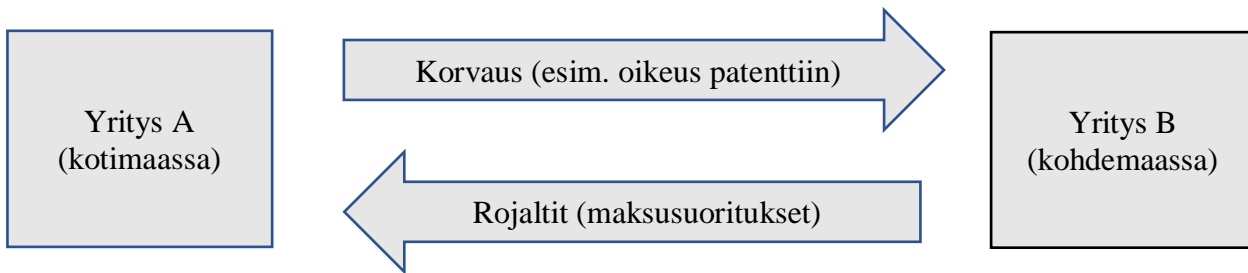 Korvaus (esim. oikeus patenttiin)
Yritys A
(kotimaassa)
Yritys B
(kohdemaassa)
Rojaltit (maksusuoritukset)